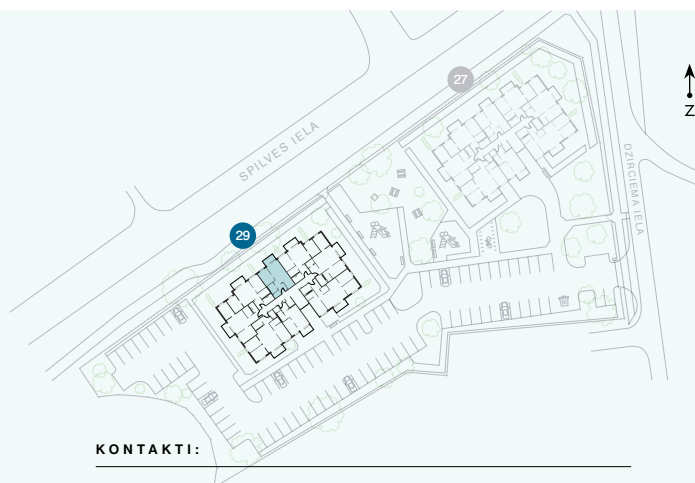 27
Z
SPILVES IELA
DZIRCIEMA IELA
29
KONTAKTI: